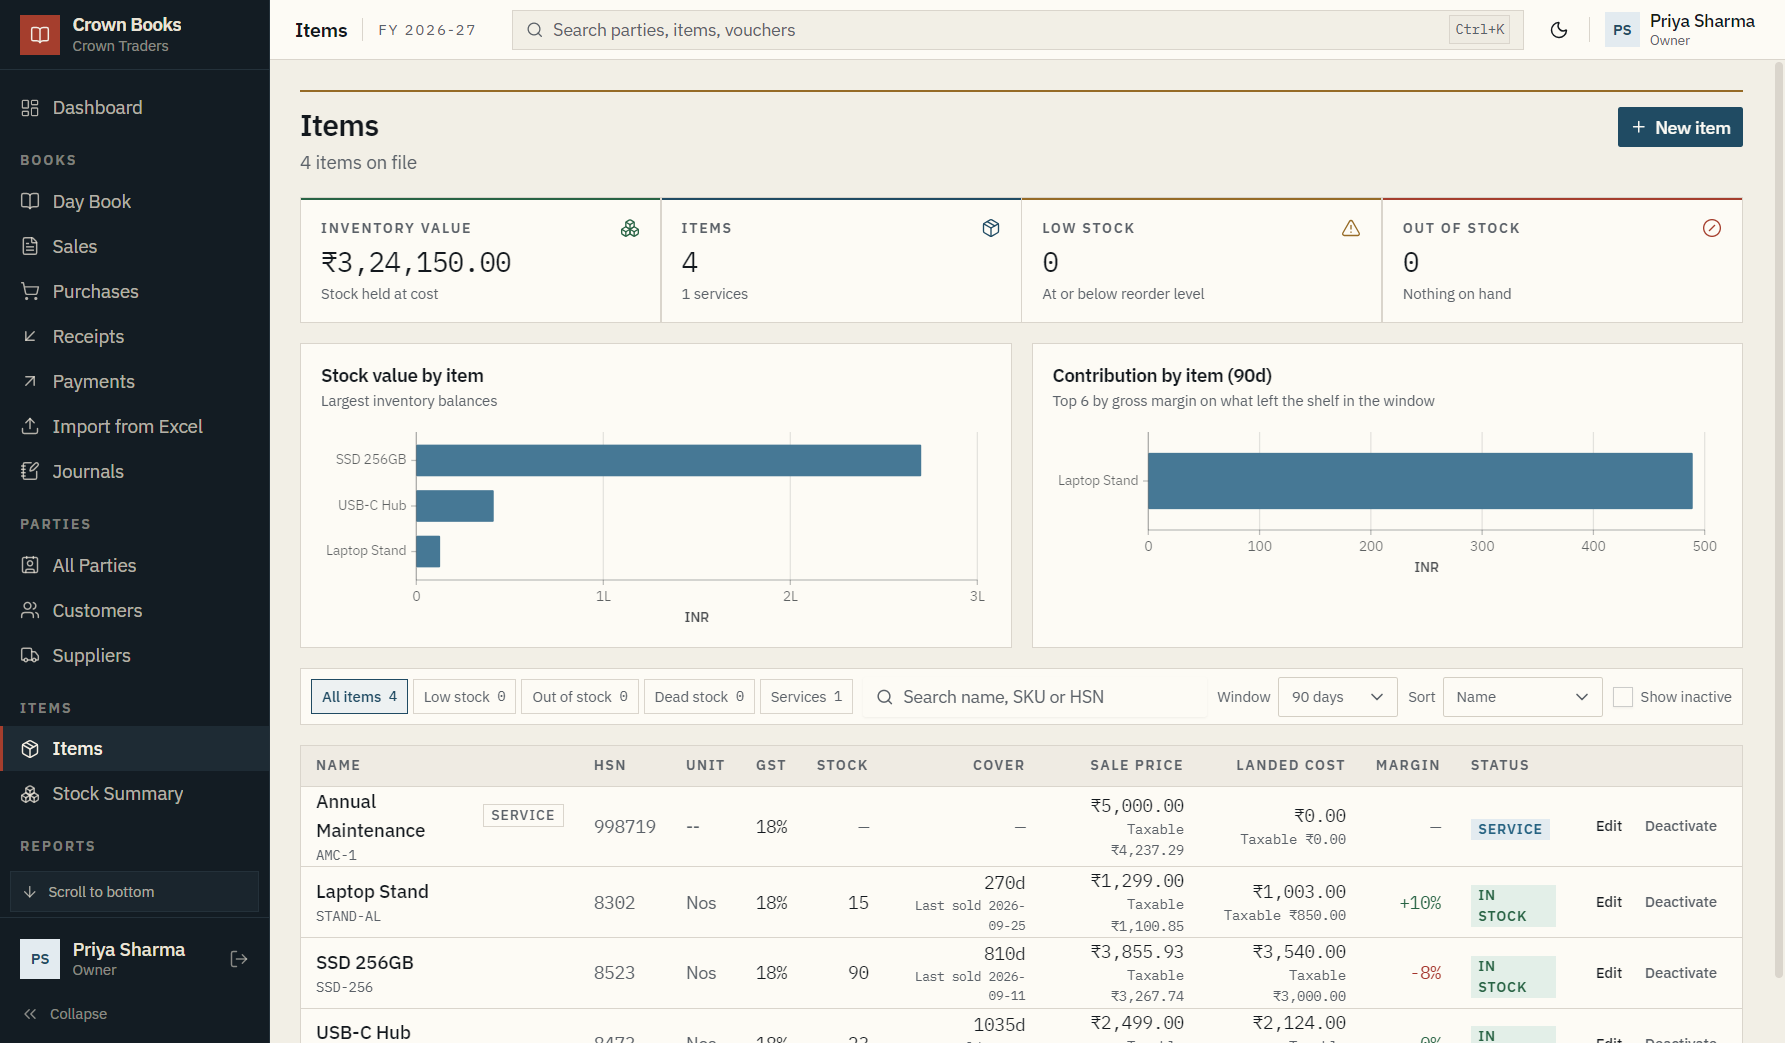 Crown Books
Crown Traders
Dashboard
BOOKS
Day Book
Sales
Purchases
Receipts
Payments
Import from Excel
Journals
PARTIES
All Parties
Customers
Suppliers
ITEMS
Items
Stock Summary
REPORTS
Scroll to bottom
PS Priya Sharma
Owner
Collapse
Items FY 2026-27 Search parties, items, vouchers Ctrl+K PS Priya Sharma
Owner
Items
4 items on file
+ New item
INVENTORY VALUE
₹3,24,150.00
Stock held at cost
ITEMS
4
1 services
LOW STOCK
0
At or below reorder level
OUT OF STOCK
0
Nothing on hand
Stock value by item
Largest inventory balances
SSD 256GB
USB-C Hub
Laptop Stand
0 1L 2L 3L
INR
Contribution by item (90d)
Top 6 by gross margin on what left the shelf in the window
Laptop Stand
0 100 200 300 400 500
INR
All items 4 Low stock 0 Out of stock 0 Dead stock 0 Services 1 Search name, SKU or HSN Window 90 days Sort Name Show inactive
NAME HSN UNIT GST STOCK COVER SALE PRICE LANDED COST MARGIN STATUS
Annual
Maintenance
AMC-1
SERVICE
998719 -- 18% — —
₹5,000.00
Taxable
₹4,237.29
₹0.00
Taxable ₹0.00
— SERVICE Edit Deactivate
Laptop Stand
STAND-AL
8302 Nos 18% 15
270d
Last sold 2026-
09-25
₹1,299.00
Taxable
₹1,100.85
₹1,003.00
Taxable ₹850.00
+10%
IN
STOCK
Edit Deactivate
SSD 256GB
SSD-256
8523 Nos 18% 90
810d
Last sold 2026-
09-11
₹3,855.93
Taxable
₹3,267.74
₹3,540.00
Taxable
₹3,000.00
-8%
IN
STOCK
Edit Deactivate
USB-C Hub
1035d
₹2,499.00
₹2,124.00
IN